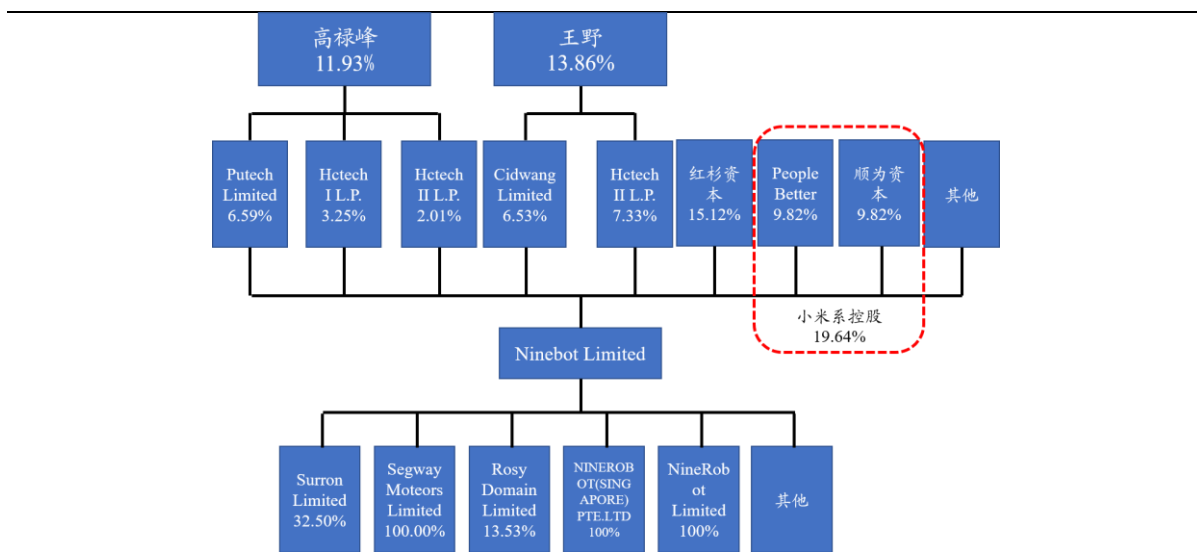 高禄峰
11.93%
王野
13.86%
Putech
Limited
6.59%
Hctech
I L.P.
3.25%
Hctech
II L.P.
2.01%
Cidwang
Limited
6.53%
Hctech
II L.P.
7.33%
红杉资
本
15.12%
People
Better
9.82%
顺为资
本
9.82%
其他
小米系控股
19.64%
Ninebot Limited
Surron
Limited
32.50%
Segway
Moteors
Limited
100.00%
Rosy
Domain
Limited
13.53%
NINEROB
OT(SING
APORE)
PTE.LTD
100%
NineRob
ot
Limited
100%
其他